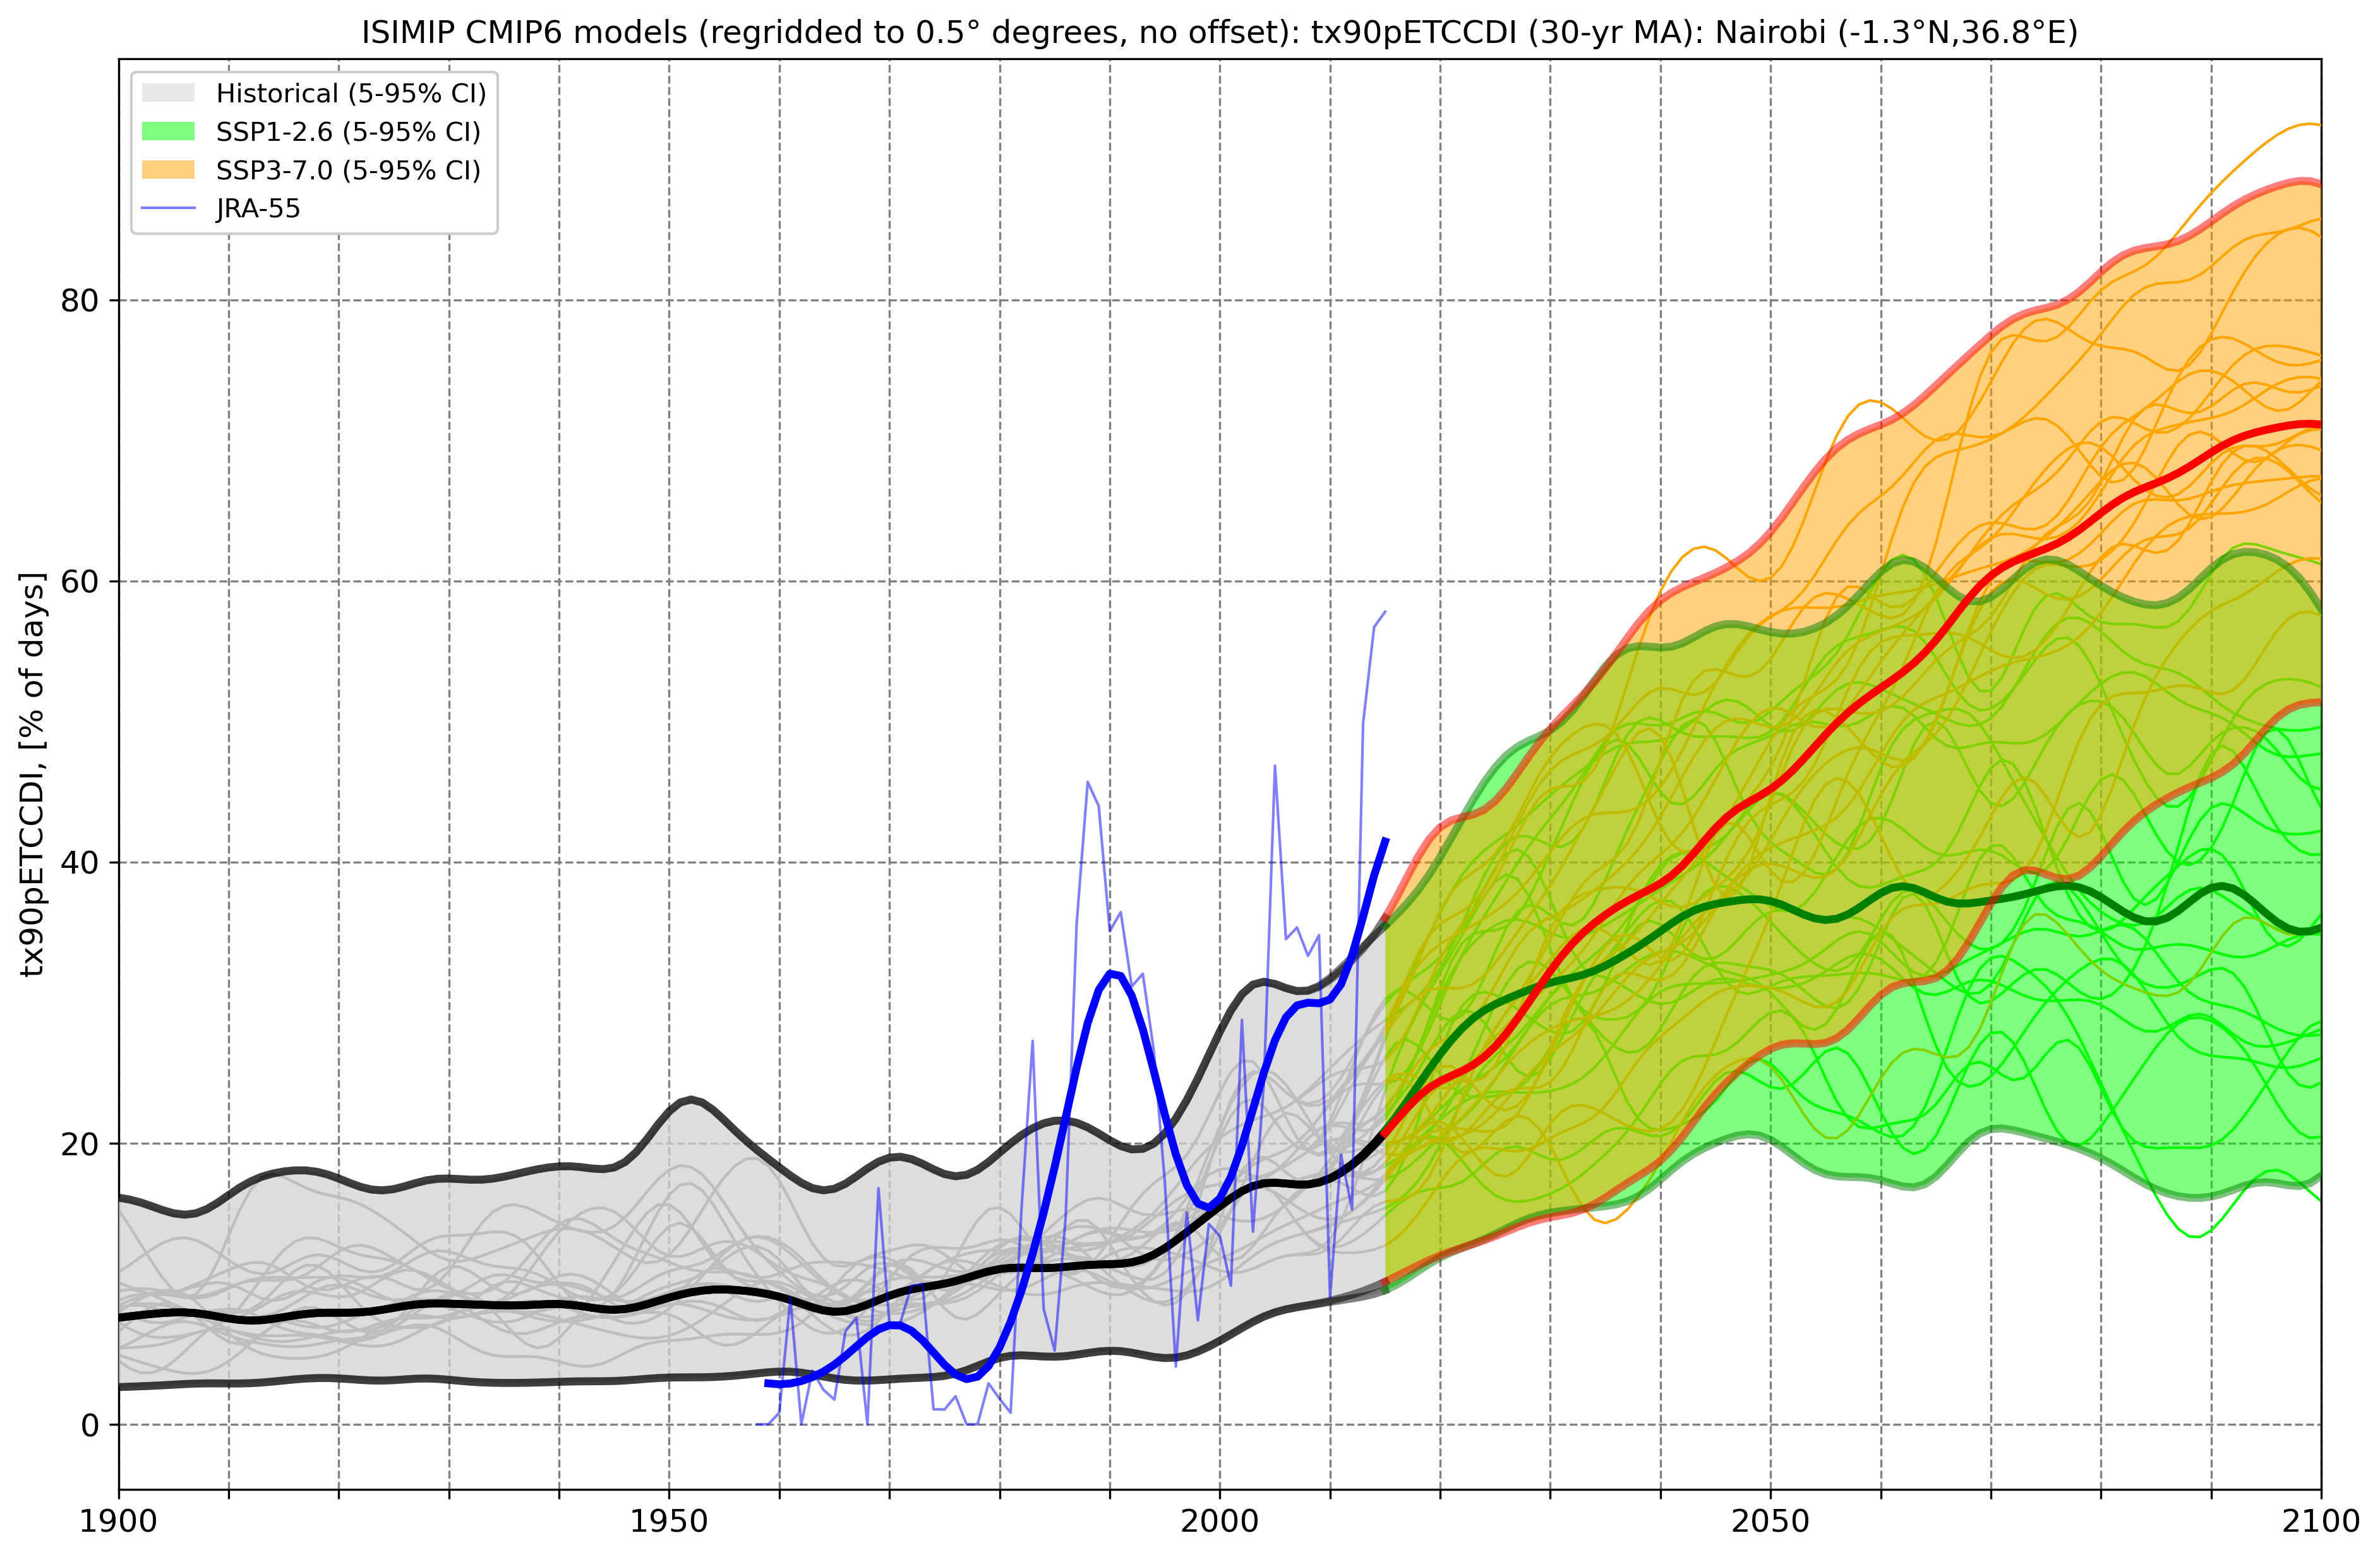 ISIMIP CMIP6 models (regridded to 0.5° degrees, no offset): tx90pETCCDI (30-yr MA): Nairobi (-1.3°N,36.8°E)
Historical (5-95% CI)
SSP1-2.6 (5-95% CI)
SSP3-7.0 (5-95% CI)
JRA-55
tx90pETCCDI, [% of days]
80
60
40
20
0
1900
1950
2000
2050
2100